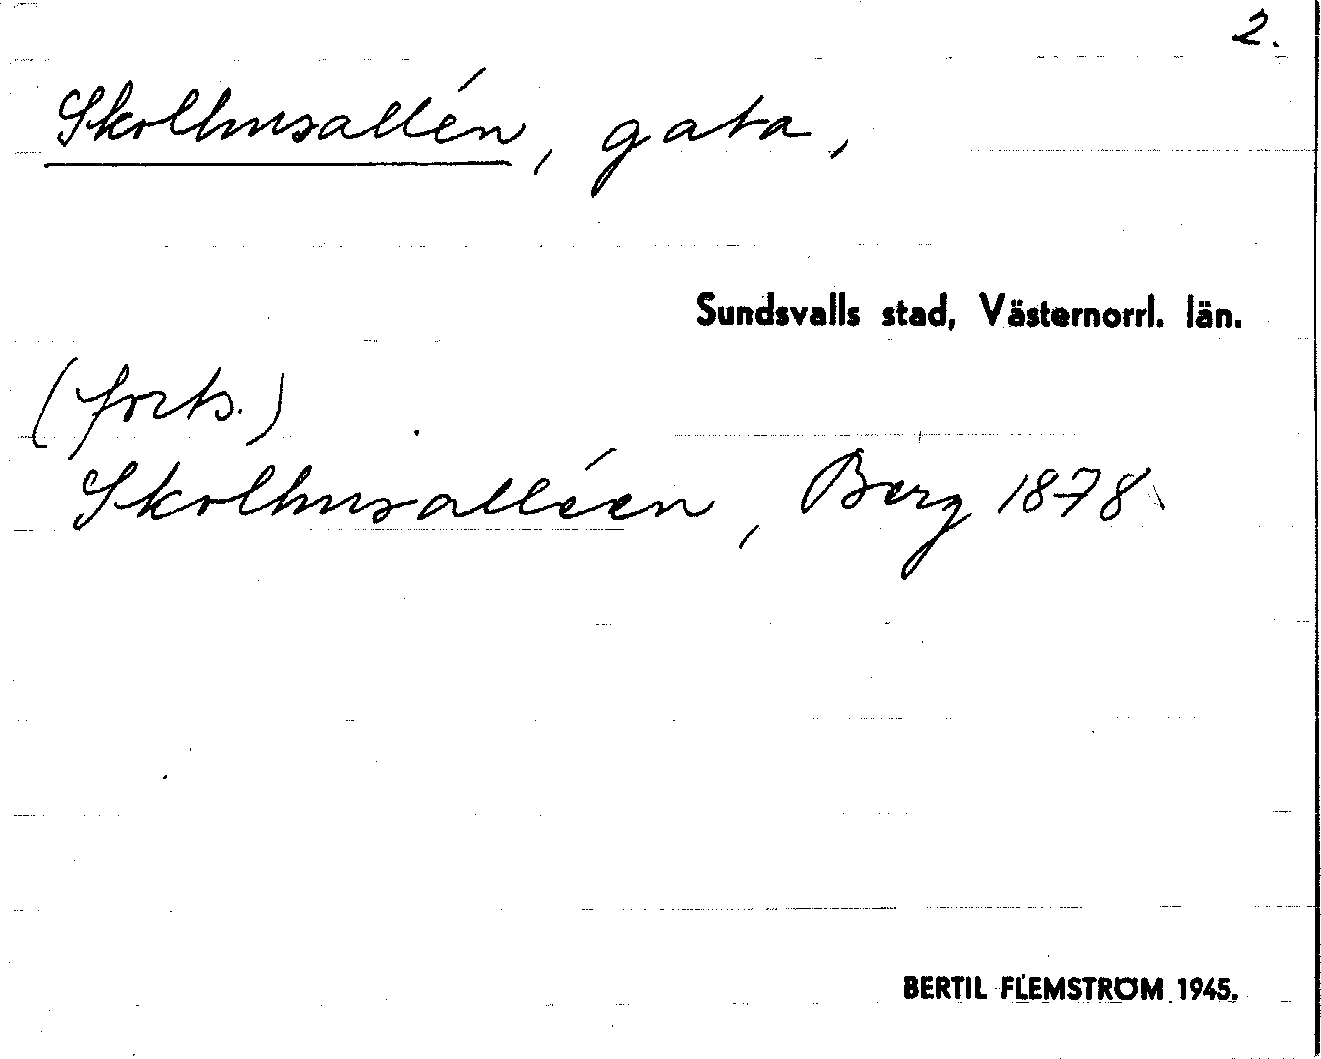 2.
Skolhusallén, gata,
Sundsvalls stad, Västernorrl. län.
(forts.)
Skolhusalléen, Berg 1878
BERTIL FLEMSTRÖM 1945.